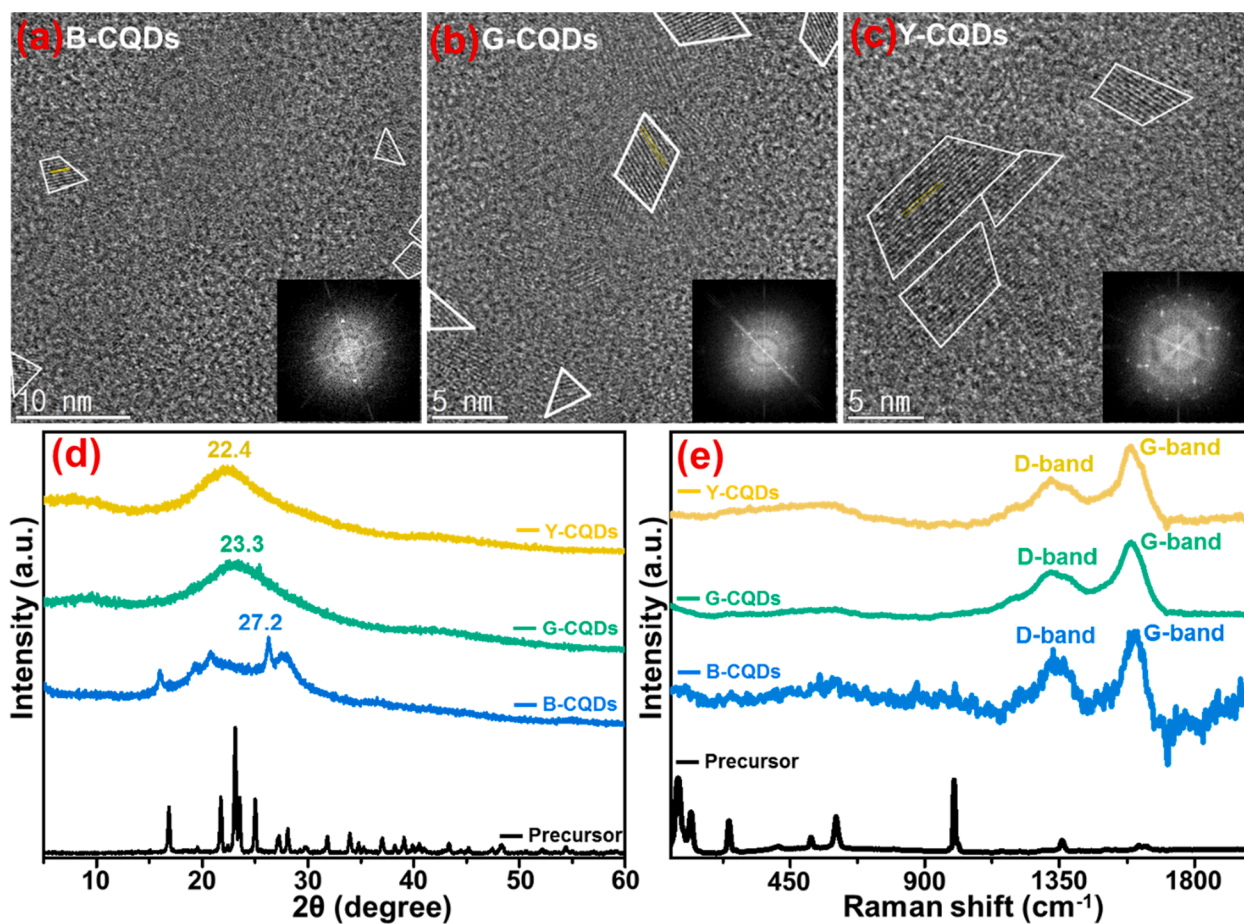 (a) B-CQDs
10 nm
(b) G-CQDs
5 nm
(c) Y-CQDs
5 nm
(d)
22.4
Y-CQDs
23.3
G-CQDs
27.2
B-CQDs
Precursor
Intensity (a.u.)
10 20 30 40 50 60
2θ (degree)
(e)
D-band
G-band
Y-CQDs
D-band
G-band
G-CQDs
D-band
G-band
B-CQDs
Precursor
Intensity (a.u.)
450 900 1350 1800
Raman shift (cm⁻¹)